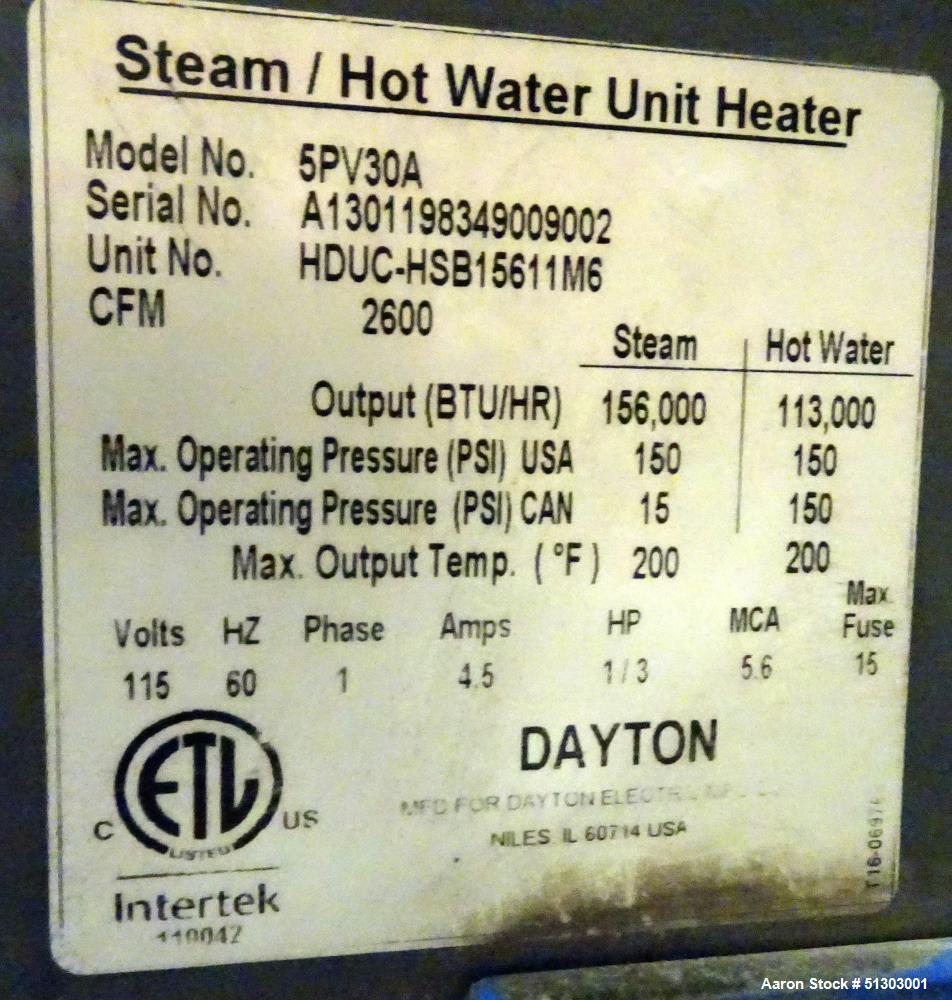 Steam / Hot Water Unit Heater
Model No. 5PV30A
Serial No. A1301198349009002
Unit No. HDUC-HSB15611M6
CFM 2600
Steam Hot Water
Output (BTU/HR) 156,000 113,000
Max. Operating Pressure (PSI) USA 150 150
Max. Operating Pressure (PSI) CAN 15 150
Max. Output Temp. (°F) 200 200
Volts HZ Phase Amps HP MCA Max Fuse
115 60 1 4.5 1/3 5.6 15
DAYTON
MFD FOR DAYTON
NILES IL 60714 USA
C ETL US
LISTED
Intertek
Aaron Stock # 51303001